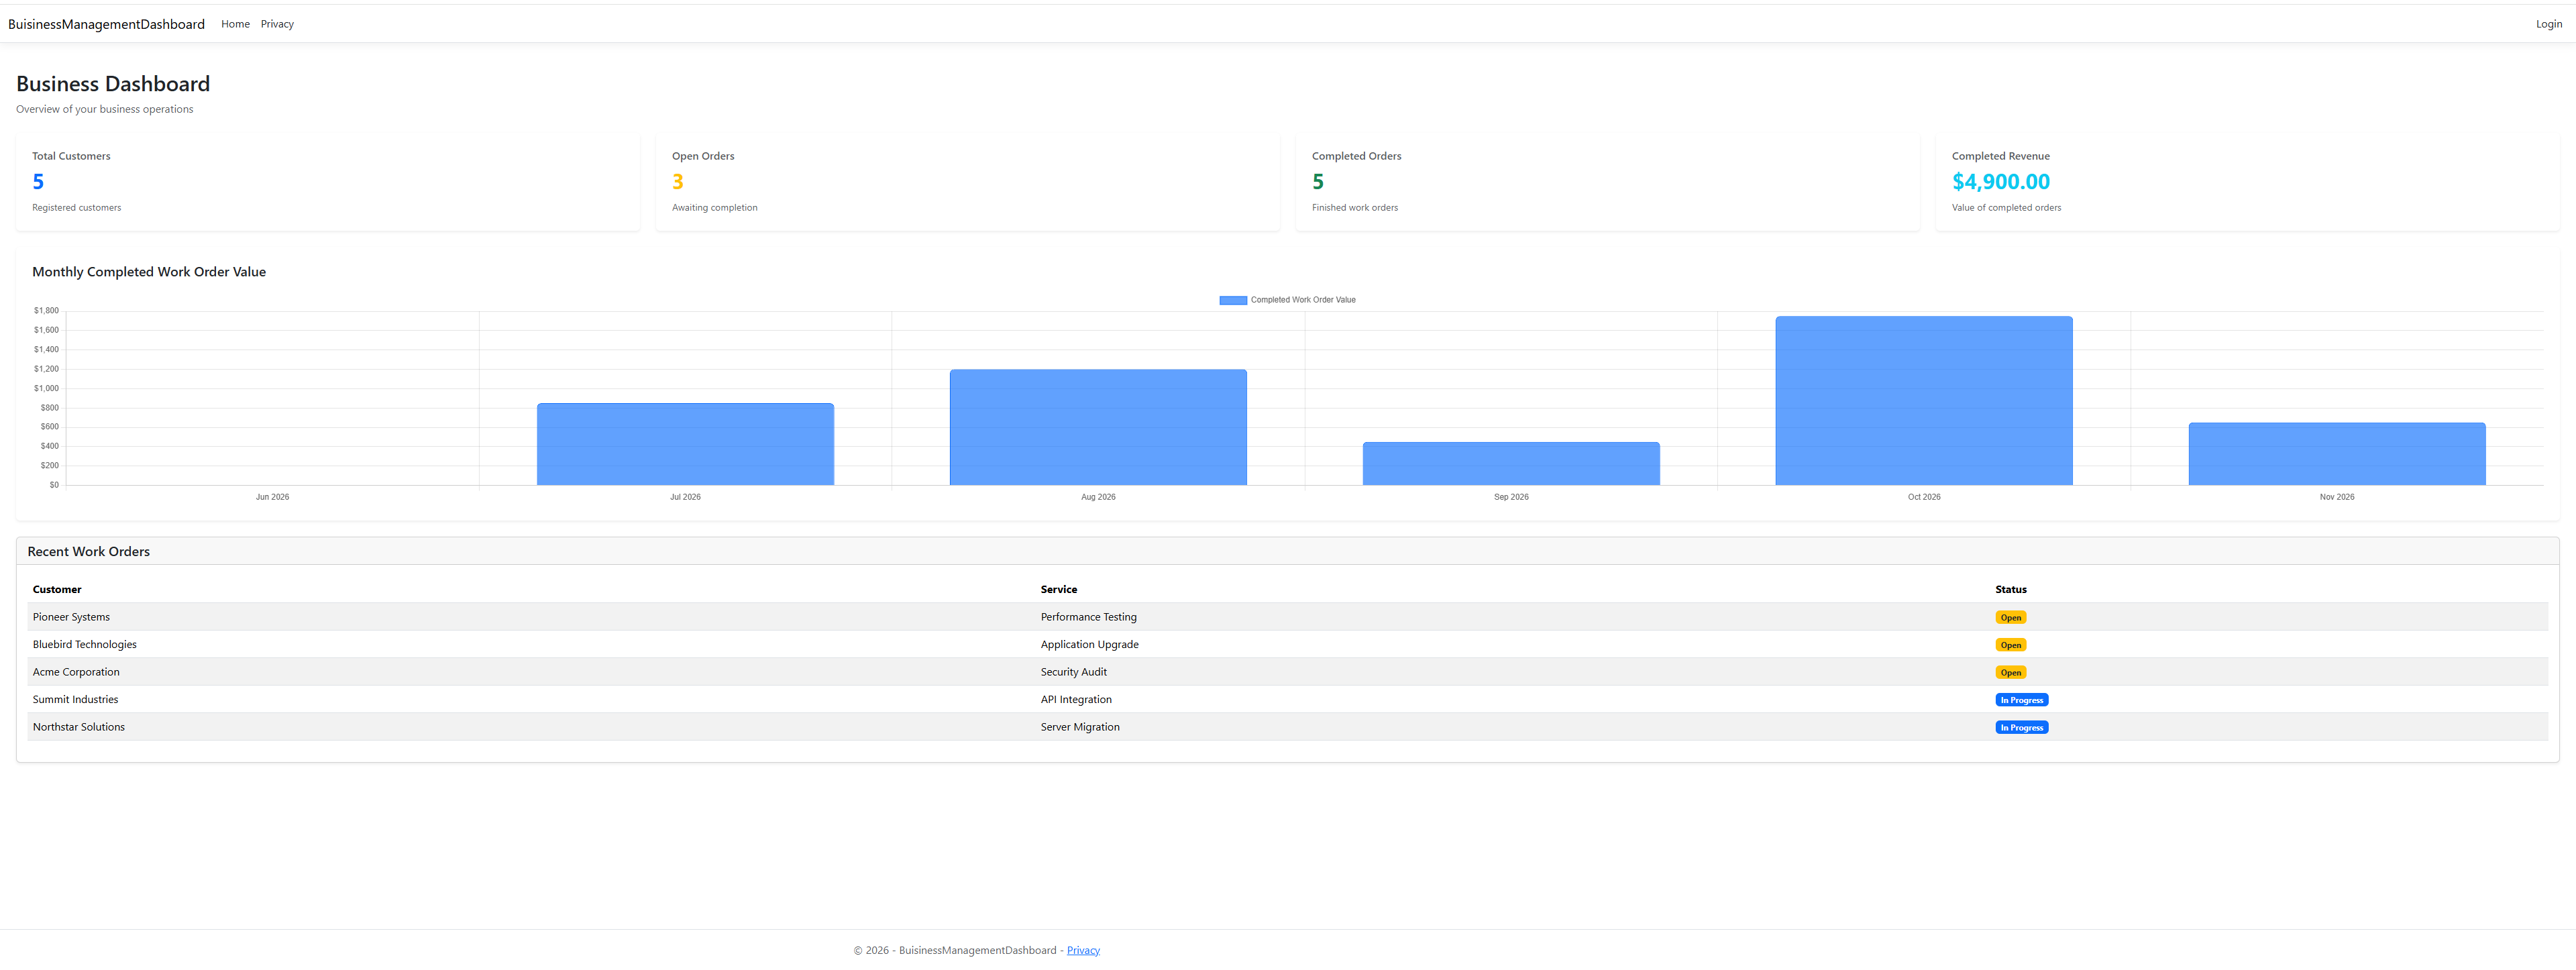 BuisinessManagementDashboard Home Privacy Login
Business Dashboard
Overview of your business operations
Total Customers
5
Registered customers
Open Orders
3
Awaiting completion
Completed Orders
5
Finished work orders
Completed Revenue
$4,900.00
Value of completed orders
Monthly Completed Work Order Value
Completed Work Order Value
$1,800
$1,600
$1,400
$1,200
$1,000
$800
$600
$400
$200
$0
Jun 2026 Jul 2026 Aug 2026 Sep 2026 Oct 2026 Nov 2026
Recent Work Orders
Customer Service Status
Pioneer Systems Performance Testing Open
Bluebird Technologies Application Upgrade Open
Acme Corporation Security Audit Open
Summit Industries API Integration In Progress
Northstar Solutions Server Migration In Progress
© 2026 - BuisinessManagementDashboard - Privacy